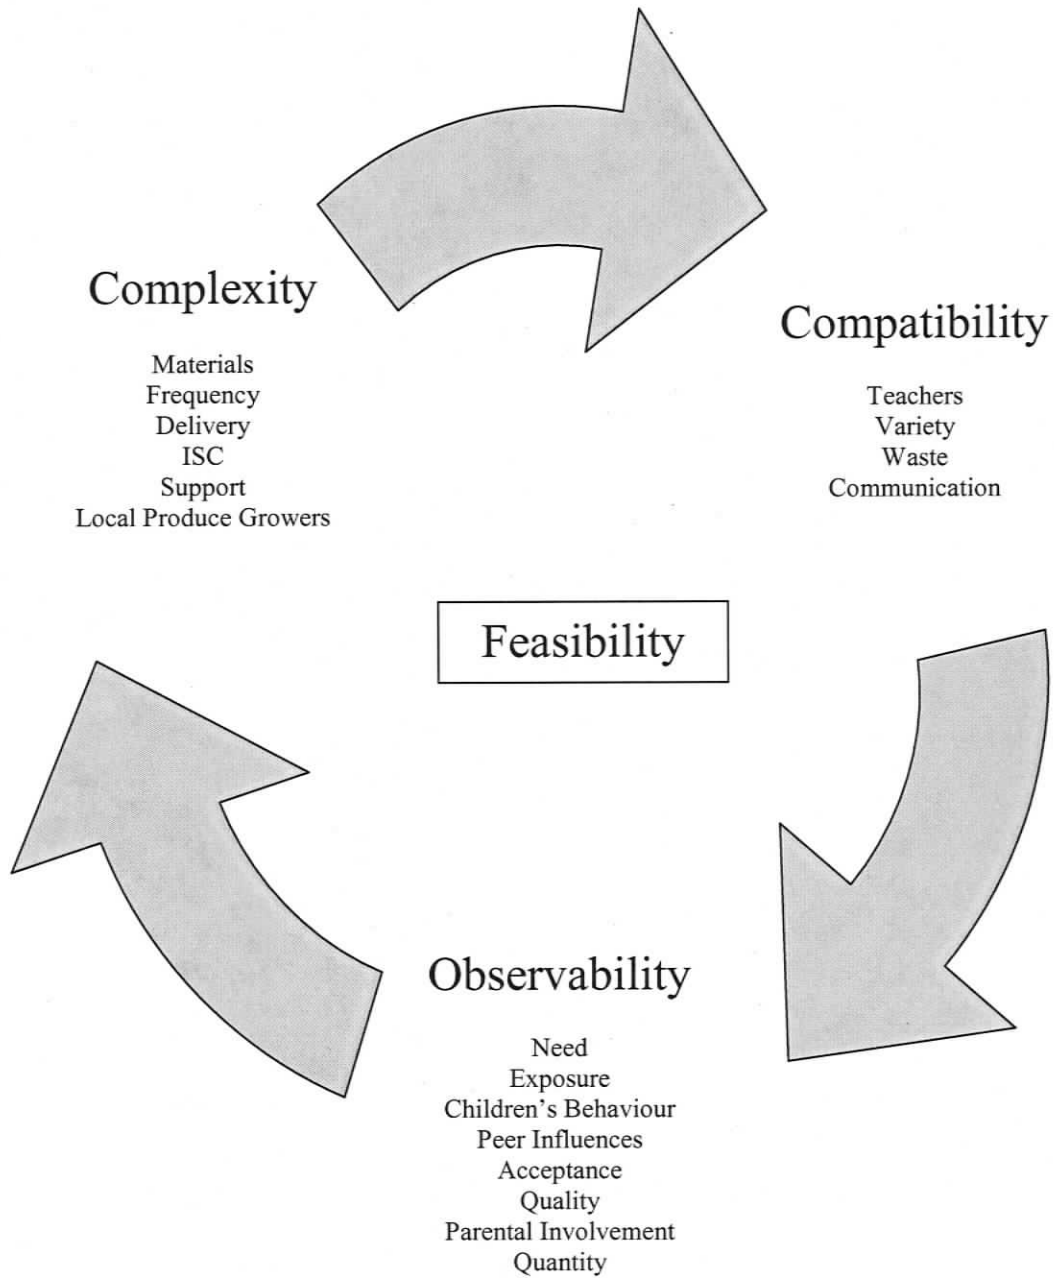 Complexity
Materials
Frequency
Delivery
ISC
Support
Local Produce Growers
Compatibility
Teachers
Variety
Waste
Communication
Feasibility
Observability
Need
Exposure
Children’s Behaviour
Peer Influences
Acceptance
Quality
Parental Involvement
Quantity